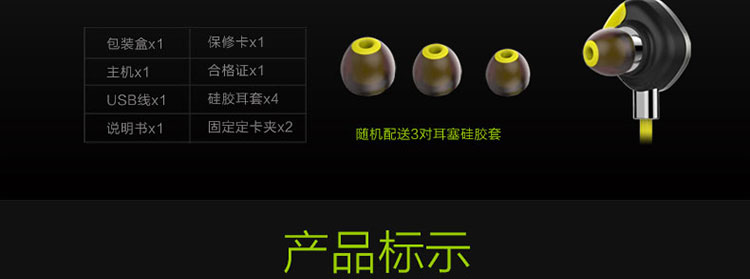 包装盒x1 保修卡x1
主机x1 合格证x1
USB线x1 硅胶耳套x4
说明书x1 固定定卡夹x2
随机配送3对耳塞硅胶套
产品标示